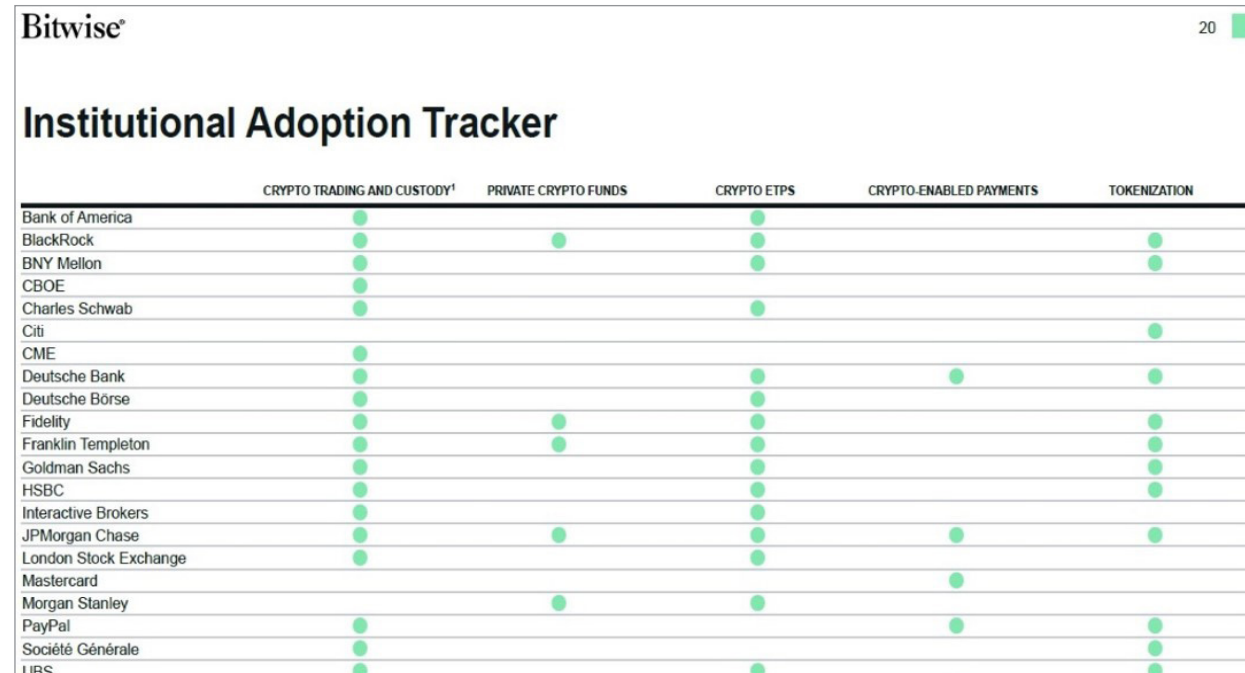 Bitwise®
20
Institutional Adoption Tracker
CRYPTO TRADING AND CUSTODY¹ PRIVATE CRYPTO FUNDS CRYPTO ETPS CRYPTO-ENABLED PAYMENTS TOKENIZATION
Bank of America
BlackRock
BNY Mellon
CBOE
Charles Schwab
Citi
CME
Deutsche Bank
Deutsche Börse
Fidelity
Franklin Templeton
Goldman Sachs
HSBC
Interactive Brokers
JPMorgan Chase
London Stock Exchange
Mastercard
Morgan Stanley
PayPal
Société Générale
UBS